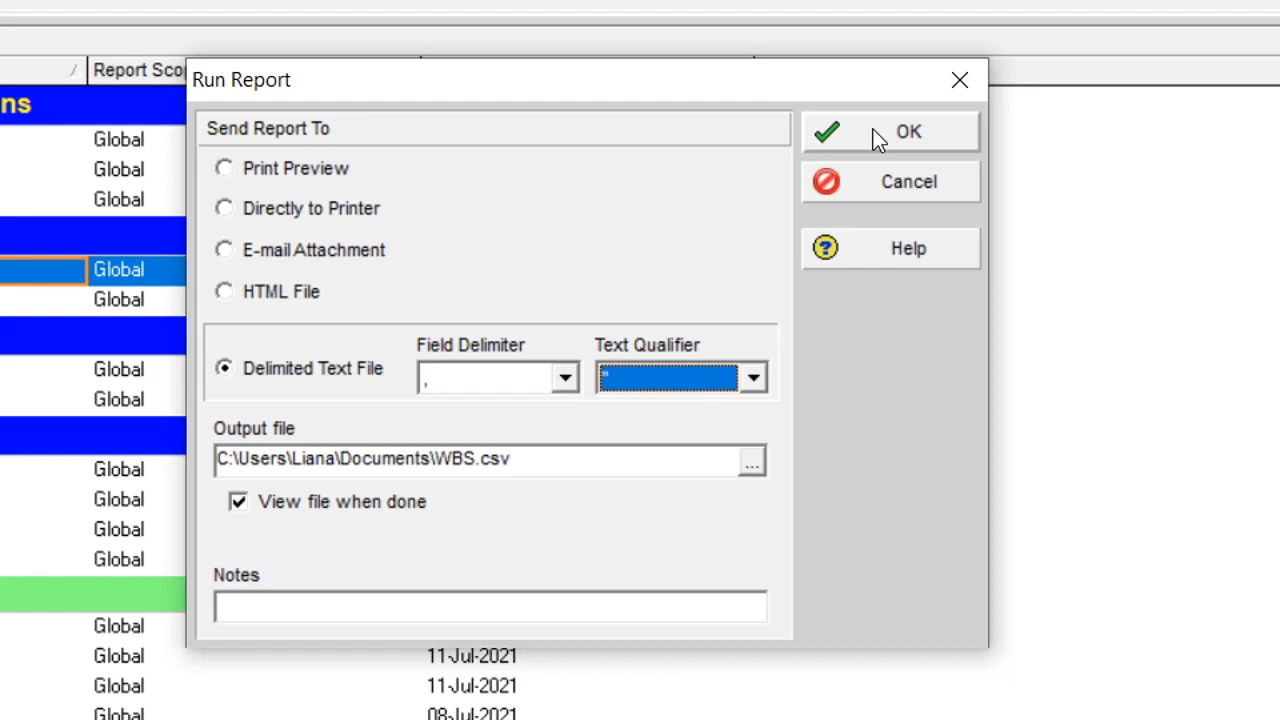 Report Scop
Run Report
ns
Send Report To
OK
Global
Print Preview
Global
Cancel
Global
Directly to Printer
E-mail Attachment
Help
Global
HTML File
Global
Field Delimiter
Text Qualifier
Delimited Text File
,
"
Global
Global
Output file
C:\Users\Liana\Documents\WBS.csv
...
Global
View file when done
Global
Global
Global
Notes
Global
Global
11-Jul-2021
Global
11-Jul-2021
Global
08-Jul-2021